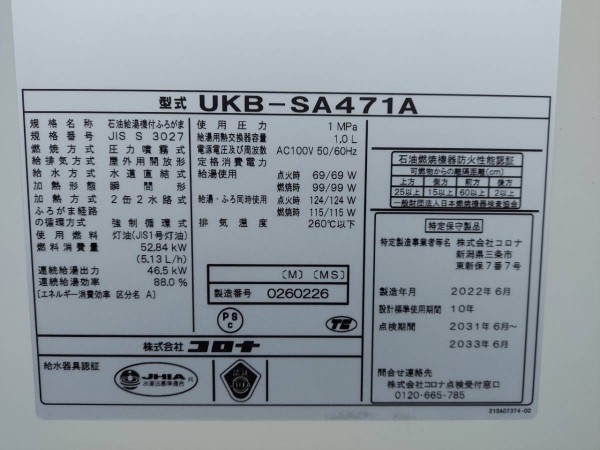 型式 UKB-SA471A
規格名称 石油給湯機付ふろがま
規格番号 JIS S 3027
燃焼方式 圧力噴霧式
給排気方式 屋外用開放形
給水方式 水道直結式
加熱形態 瞬間形
加熱方式 2缶2水路式
ふろがま経路
の循環方式 強制循環式
使用燃料 灯油(JIS1号灯油)
燃料消費量 52.84 kW
(5.13 L/h)
連続給湯出力 46.5 kW
連続給湯効率 88.0 %
[エネルギー消費効率 区分名 A]
使用圧力 1 MPa
給湯用熱交換器容量 1.0 L
電源電圧及び周波数 AC100V 50/60Hz
定格消費電力
給湯使用 点火時 69/69 W
燃焼時 99/99 W
給湯・ふろ同時使用 点火時 124/124 W
燃焼時 115/115 W
排気温度 260℃以下
[M] [MS]
製造番号 0260226
PS
C
株式会社 コロナ
給水器具認証
JHIA R
水道法基準適合
石油燃焼機器防火性能認証
可燃物からの離隔距離(cm)
上方 側方 前方 後方
25以上 15以上 60以上 2以上
一般財団法人日本燃焼機器検査協会
特定保守製品
特定製造事業者等名 株式会社コロナ
新潟県三条市
東新保7番7号
製造年月 2022年6月
設計標準使用期間 10年
点検期間 2031年6月~
2033年6月
問合せ連絡先
株式会社コロナ点検受付窓口
0120-665-785
219A07374-00